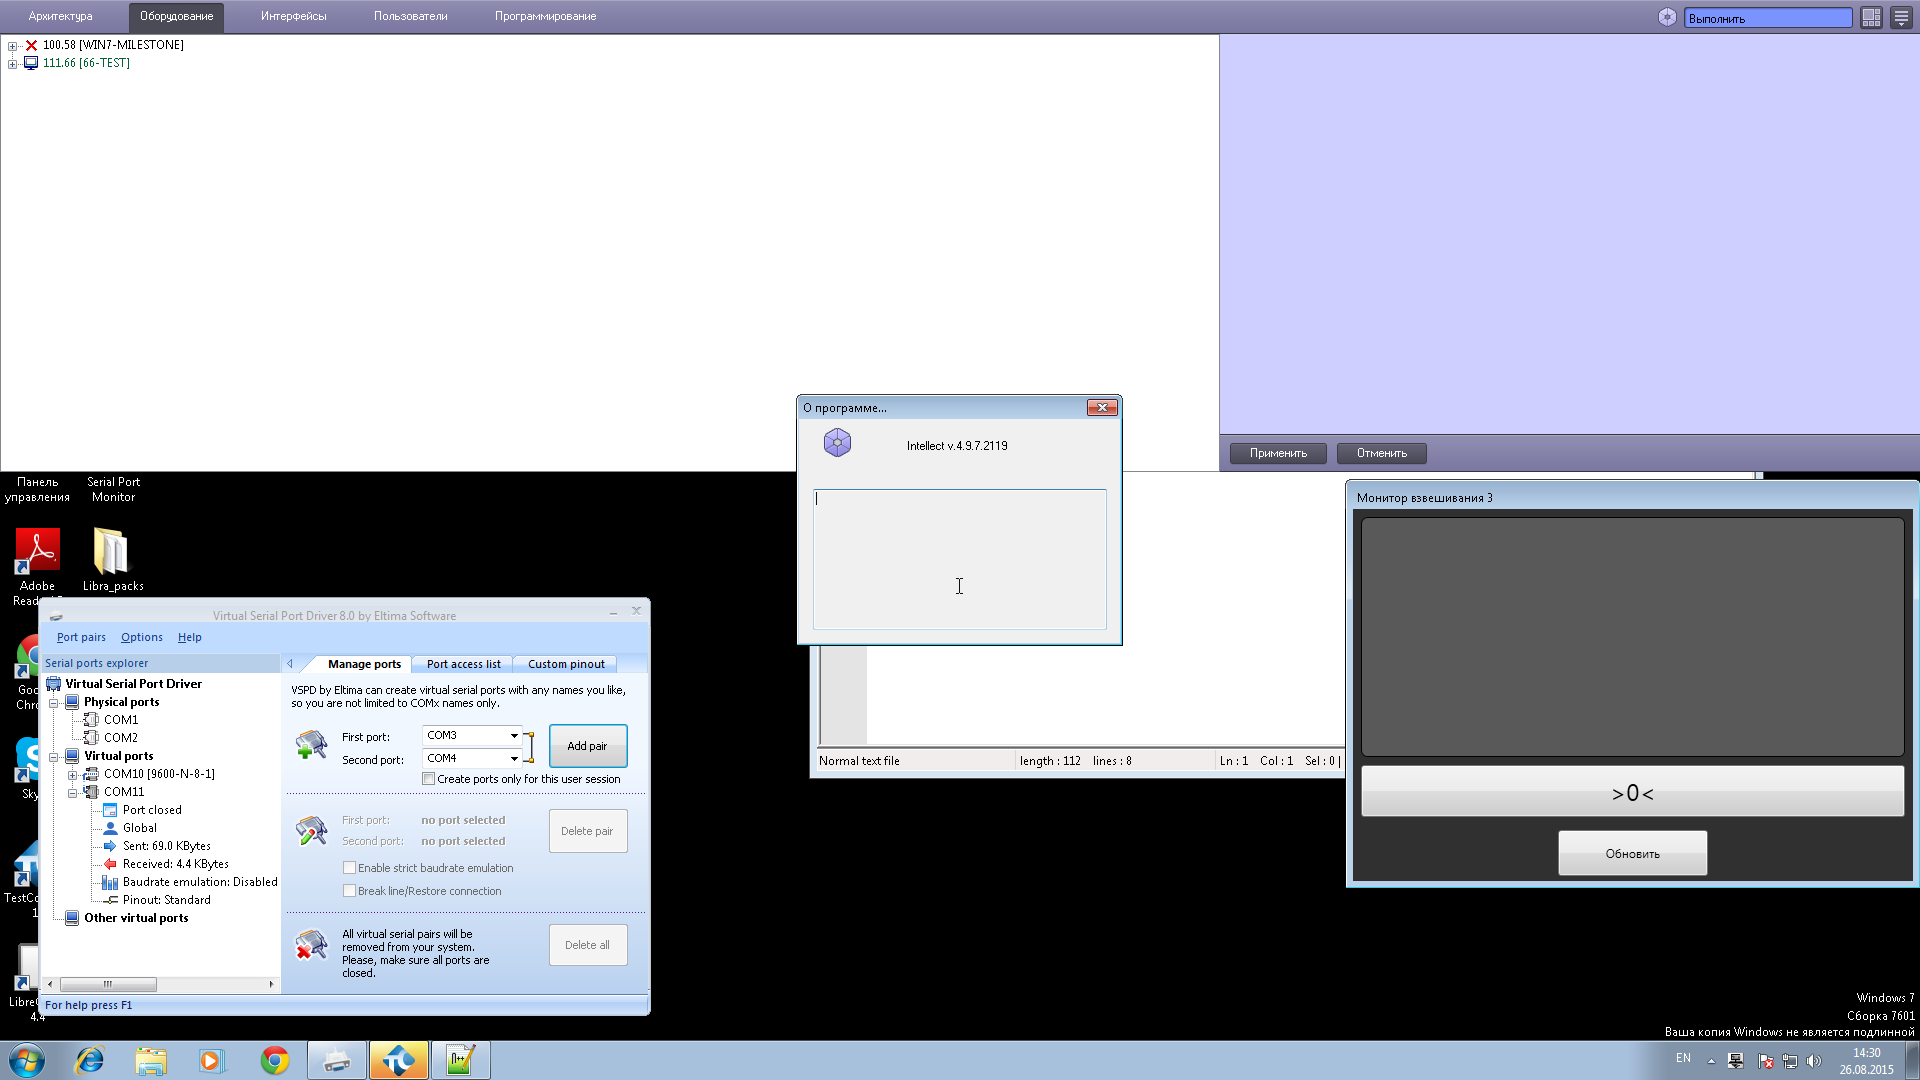 Архитектура
Оборудование
Интерфейсы
Пользователи
Программирование
Выполнить
100.58 [WIN7-MILESTONE]
111.66 [66-TEST]
Применить
Отменить
О программе...
Intellect v.4.9.7.2119
Панель
управления
Serial Port
Monitor
Adobe
Libra_packs
Монитор взвешивания 3
>0<
Обновить
Virtual Serial Port Driver 8.0 by Eltima Software
Port pairs
Options
Help
Serial ports explorer
Manage ports
Port access list
Custom pinout
Virtual Serial Port Driver
Physical ports
COM1
COM2
Virtual ports
COM10 [9600-N-8-1]
COM11
Port closed
Global
Sent: 69.0 KBytes
Received: 4.4 KBytes
Baudrate emulation: Disabled
Pinout: Standard
Other virtual ports
VSPD by Eltima can create virtual serial ports with any names you like,
so you are not limited to COMx names only.
First port:
COM3
Second port:
COM4
Add pair
Create ports only for this user session
First port:
no port selected
Second port:
no port selected
Delete pair
Enable strict baudrate emulation
Break line/Restore connection
All virtual serial pairs will be
removed from your system.
Please, make sure all ports are
closed.
Delete all
For help press F1
4.4
Normal text file
length : 112 lines : 8
Ln : 1 Col : 1 Sel : 0 |
Windows 7
Сборка 7601
Ваша копия Windows не является подлинной
EN
14:30
26.08.2015